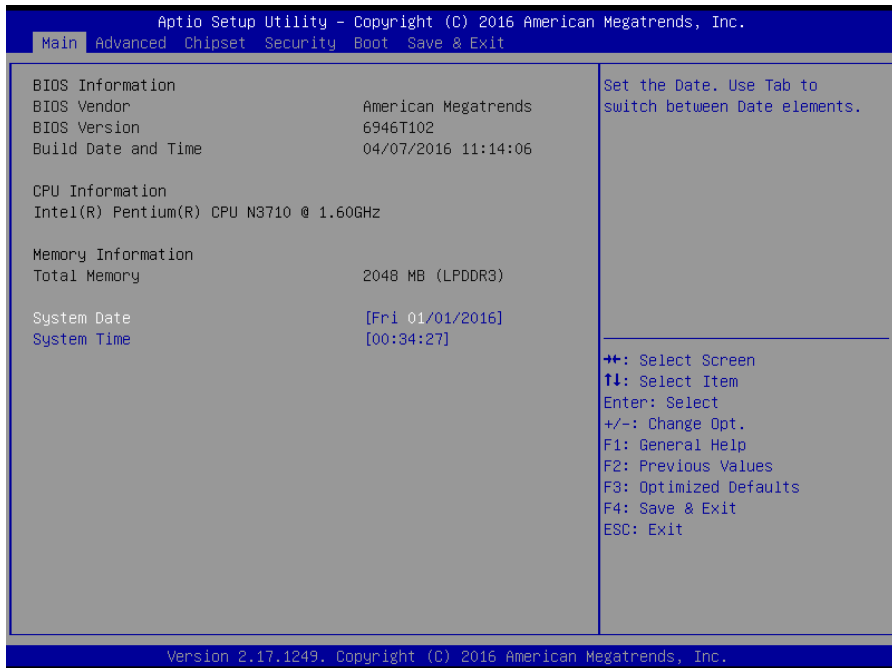 Aptio Setup Utility – Copyright (C) 2016 American Megatrends, Inc.
Main Advanced Chipset Security Boot Save & Exit
BIOS Information
BIOS Vendor American Megatrends
BIOS Version 6946T102
Build Date and Time 04/07/2016 11:14:06
CPU Information
Intel(R) Pentium(R) CPU N3710 @ 1.60GHz
Memory Information
Total Memory 2048 MB (LPDDR3)
System Date [Fri 01/01/2016]
System Time [00:34:27]
Set the Date. Use Tab to
switch between Date elements.
→←: Select Screen
↑↓: Select Item
Enter: Select
+/-: Change Opt.
F1: General Help
F2: Previous Values
F3: Optimized Defaults
F4: Save & Exit
ESC: Exit
Version 2.17.1249. Copyright (C) 2016 American Megatrends, Inc.